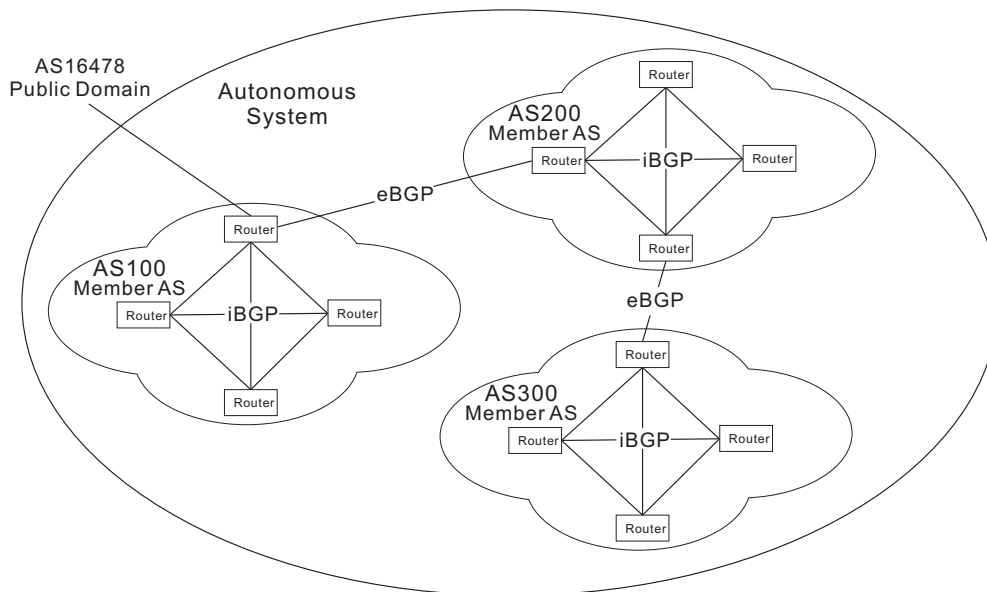 AS16478
Public Domain
Autonomous
System
Router
AS200
Member AS
Router
iBGP
Router
Router
eBGP
Router
AS100
Member AS
Router
iBGP
Router
Router
eBGP
Router
AS300
Member AS
Router
iBGP
Router
Router